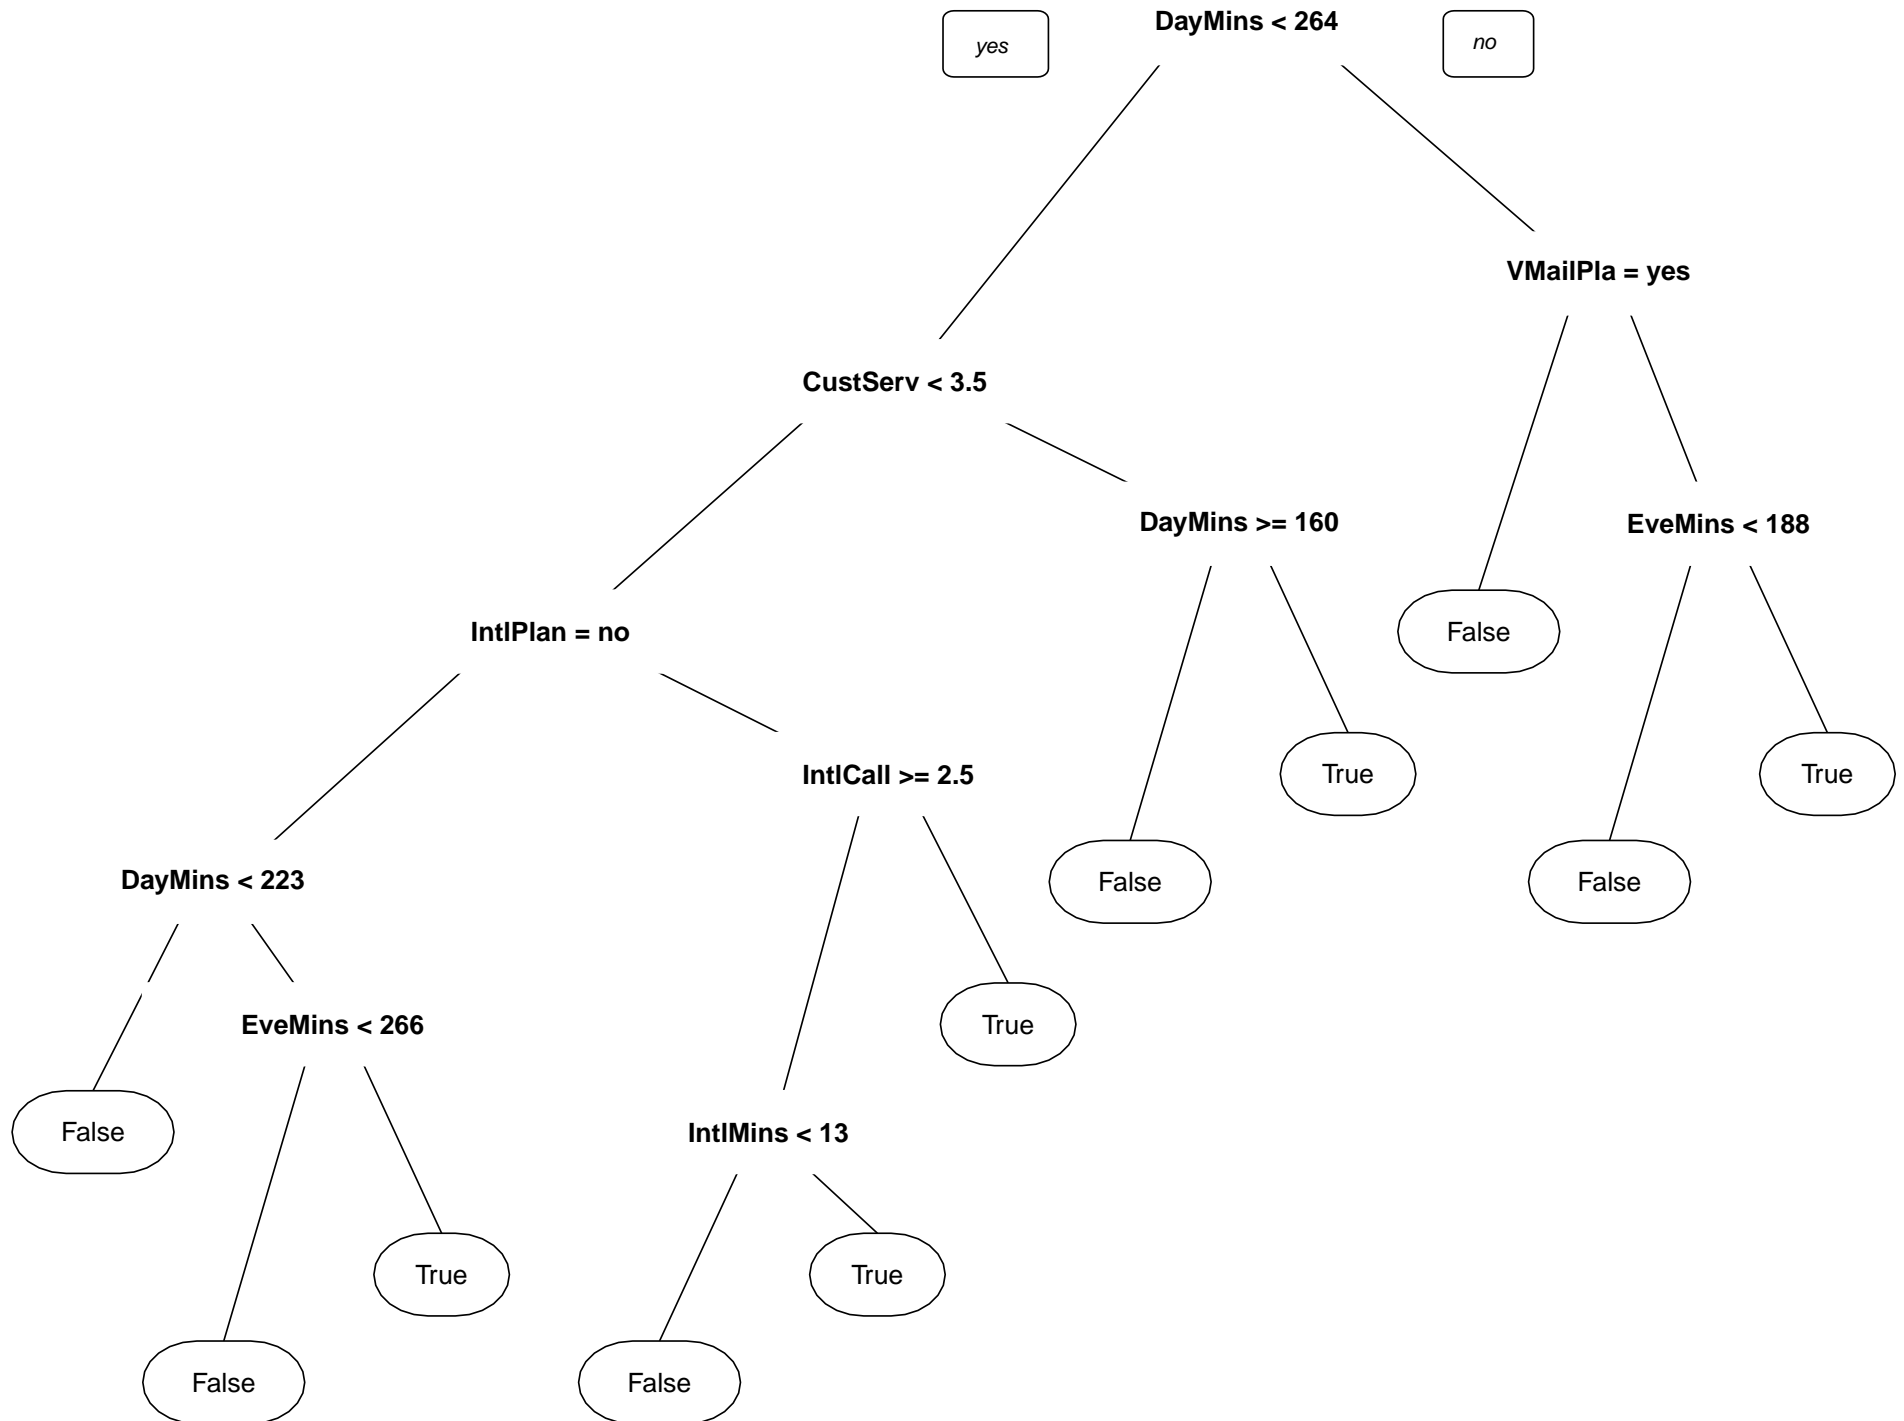 DayMins < 264
yes
no
VMailPla = yes
CustServ < 3.5
DayMins >= 160
EveMins < 188
IntlPlan = no
False
IntlCall >= 2.5
True
True
DayMins < 223
False
False
EveMins < 266
True
False
IntlMins < 13
True
True
False
False